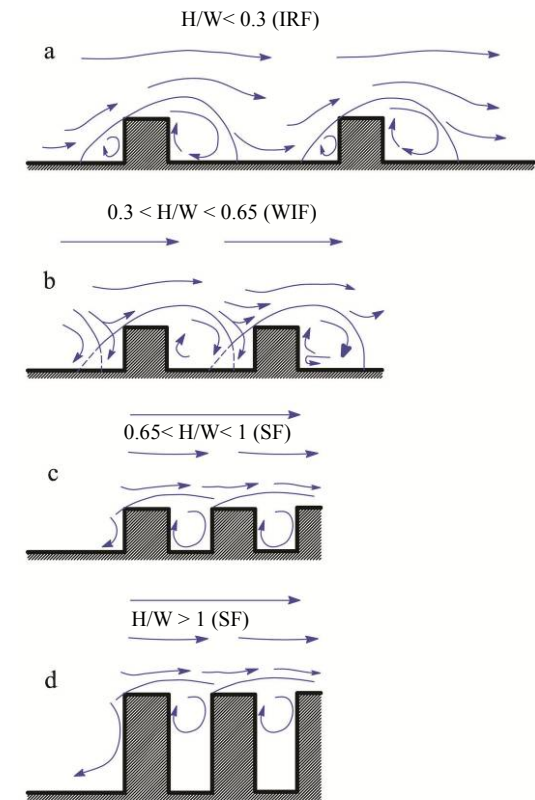 H/W< 0.3 (IRF)
a
0.3 < H/W < 0.65 (WIF)
b
0.65< H/W< 1 (SF)
c
H/W > 1 (SF)
d